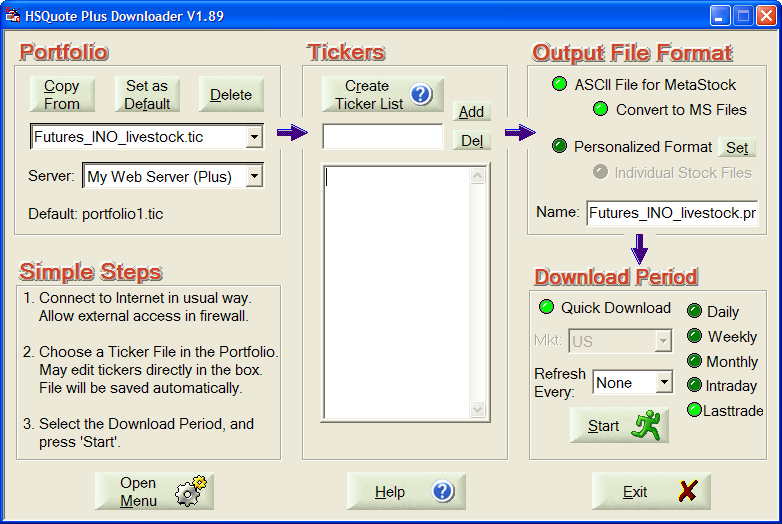 HSQuote Plus Downloader V1.89
Portfolio
Copy From
Set as Default
Delete
Futures_INO_livestock.tic
Server: My Web Server (Plus)
Default: portfolio1.tic
Simple Steps
1. Connect to Internet in usual way.
Allow external access in firewall.
2. Choose a Ticker File in the Portfolio.
May edit tickers directly in the box.
File will be saved automatically.
3. Select the Download Period, and
press 'Start'.
Open Menu
Tickers
Create
Ticker List
Add
Del
Help
Output File Format
ASCII File for MetaStock
Convert to MS Files
Personalized Format Set
Individual Stock Files
Name: Futures_INO_livestock.pr
Download Period
Quick Download
Mkt: US
Refresh
Every: None
Start
Daily
Weekly
Monthly
Intraday
Lasttrade
Exit